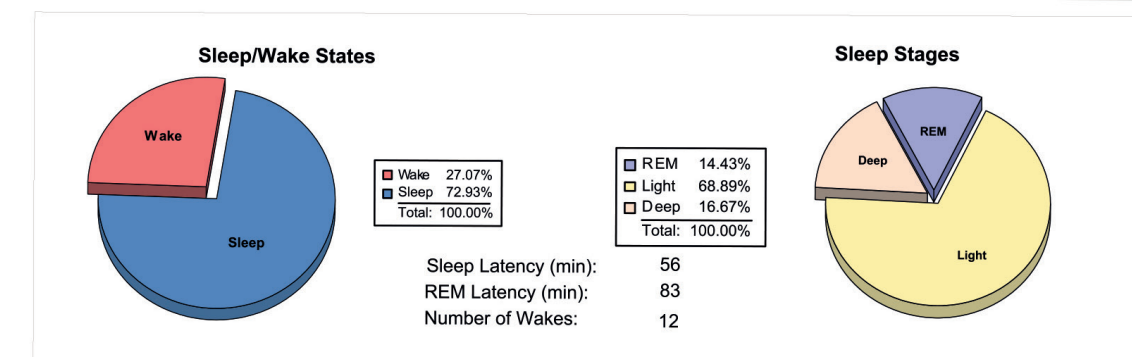 Sleep/Wake States
Wake
Sleep
Wake 27.07%
Sleep 72.93%
Total: 100.00%
Sleep Stages
REM
Deep
Light
REM 14.43%
Light 68.89%
Deep 16.67%
Total: 100.00%
Sleep Latency (min): 56
REM Latency (min): 83
Number of Wakes: 12